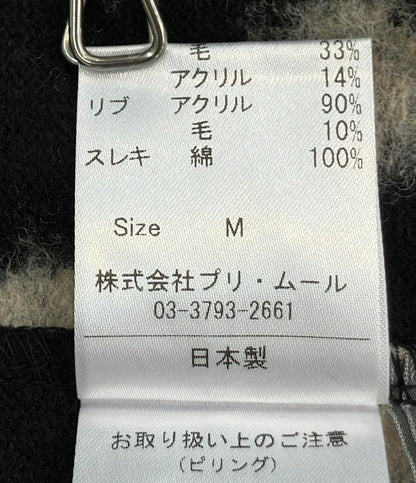 毛 33%
アクリル 14%
リブ アクリル 90%
毛 10%
スレキ 綿 100%
Size M
株式会社プリ・ムール
03-3793-2661
日本製
お取り扱い上のご注意
(ピリング)